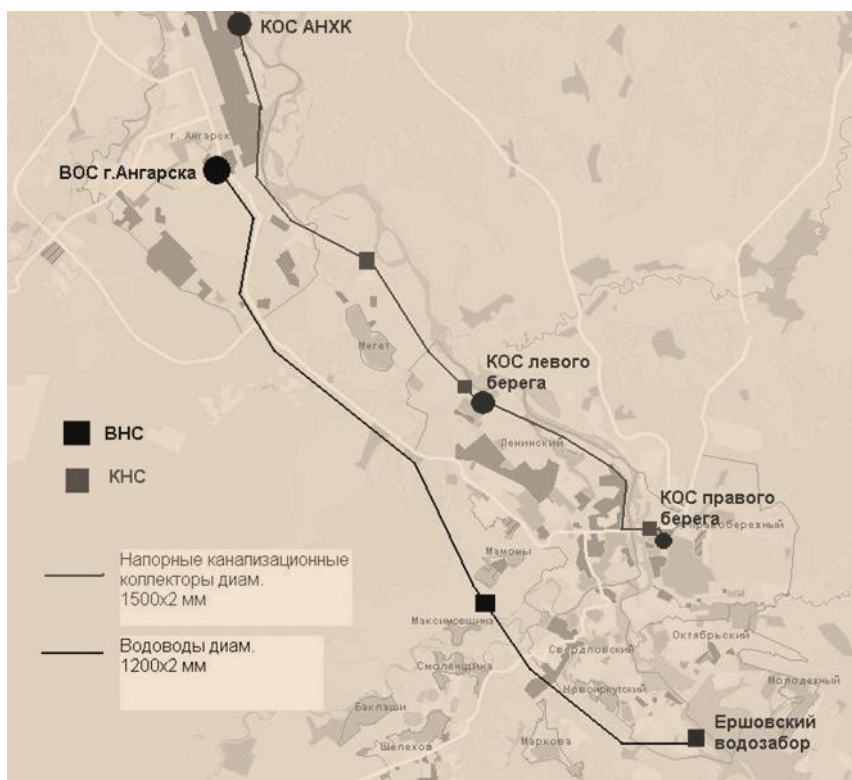 КОС АНХК
г. Ангарск
ВОС г.Ангарска
Мегет
КОС левого
берега
ВНС
Ленинский
КНС
КОС правого
берега
Правобережный
Напорные канализационные
коллекторы диам.
1500x2 мм
Мамоны
Максимовщина
Водоводы диам.
1200x2 мм
Октябрьский
Свердловский
Смоленщина
Молодежный
Новоиркутский
Баклаши
Ершовский
водозабор
Маркова
Шелехов